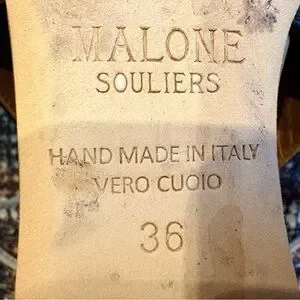 MALONE
SOULIERS
HAND MADE IN ITALY
VERO CUOIO
36